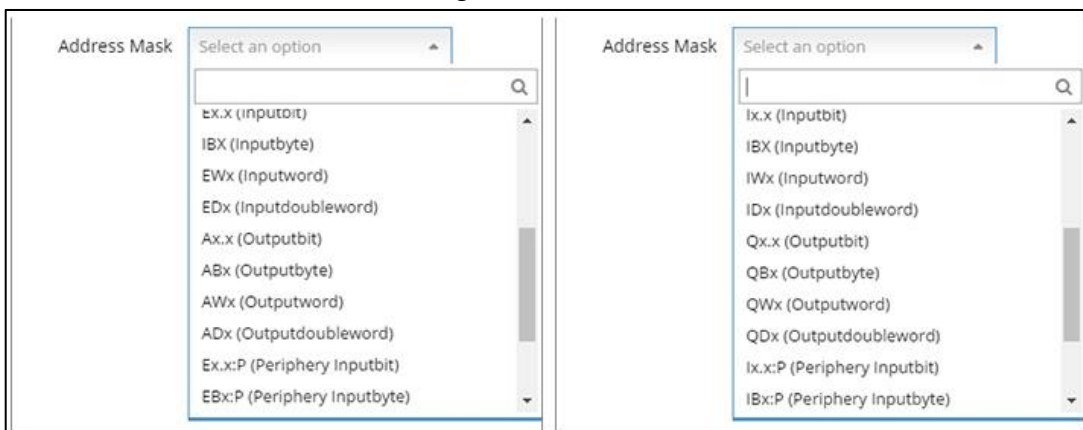 Address Mask Select an option
Ex.x (Inputbit)
IBX (Inputbyte)
EWx (Inputword)
EDx (Inputdoubleword)
Ax.x (Outputbit)
ABx (Outputbyte)
AWx (Outputword)
ADx (Outputdoubleword)
Ex.x:P (Periphery Inputbit)
EBx:P (Periphery Inputbyte)
Address Mask Select an option
Ix.x (Inputbit)
IBX (Inputbyte)
IWx (Inputword)
IDx (Inputdoubleword)
Qx.x (Outputbit)
QBx (Outputbyte)
QWx (Outputword)
QDx (Outputdoubleword)
Ix.x:P (Periphery Inputbit)
IBx:P (Periphery Inputbyte)